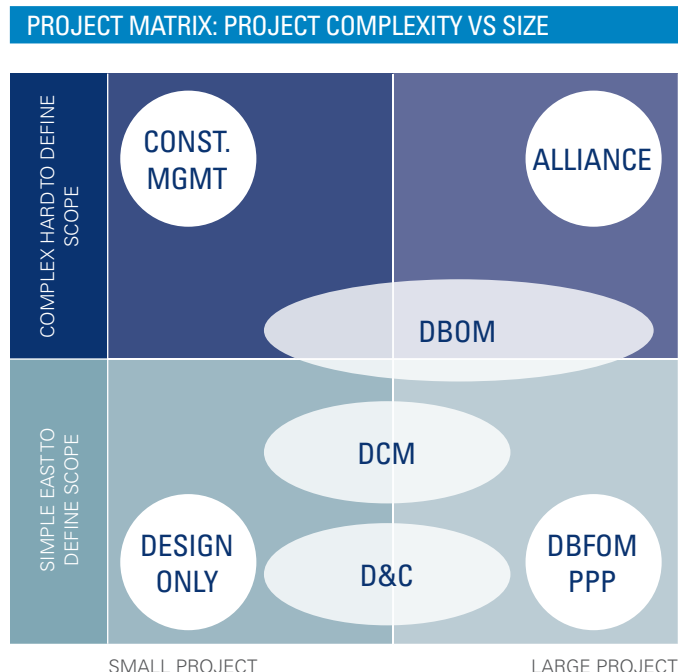 PROJECT MATRIX: PROJECT COMPLEXITY VS SIZE
COMPLEX HARD TO DEFINE
SCOPE
CONST.
MGMT
ALLIANCE
DBOM
SIMPLE EAST TO
DEFINE SCOPE
DCM
DESIGN
ONLY
D&C
DBFOM
PPP
SMALL PROJECT
LARGE PROJECT